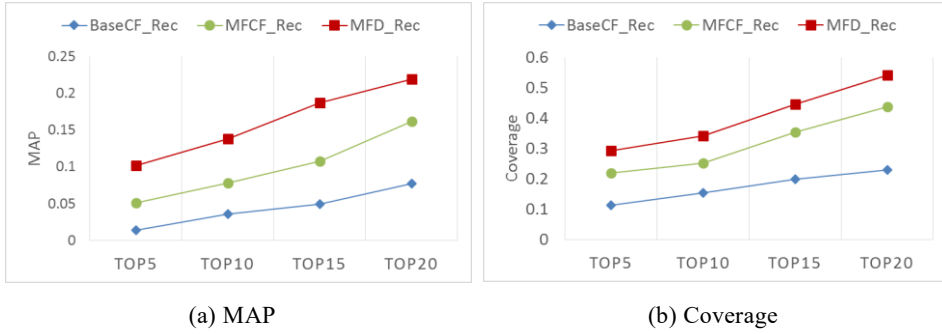 BaseCF_Rec MFCF_Rec MFD_Rec
0.25
0.2
0.15
0.1
0.05
0
MAP
TOP5 TOP10 TOP15 TOP20
(a) MAP
BaseCF_Rec MFCF_Rec MFD_Rec
0.6
0.5
0.4
0.3
0.2
0.1
0
Coverage
TOP5 TOP10 TOP15 TOP20
(b) Coverage